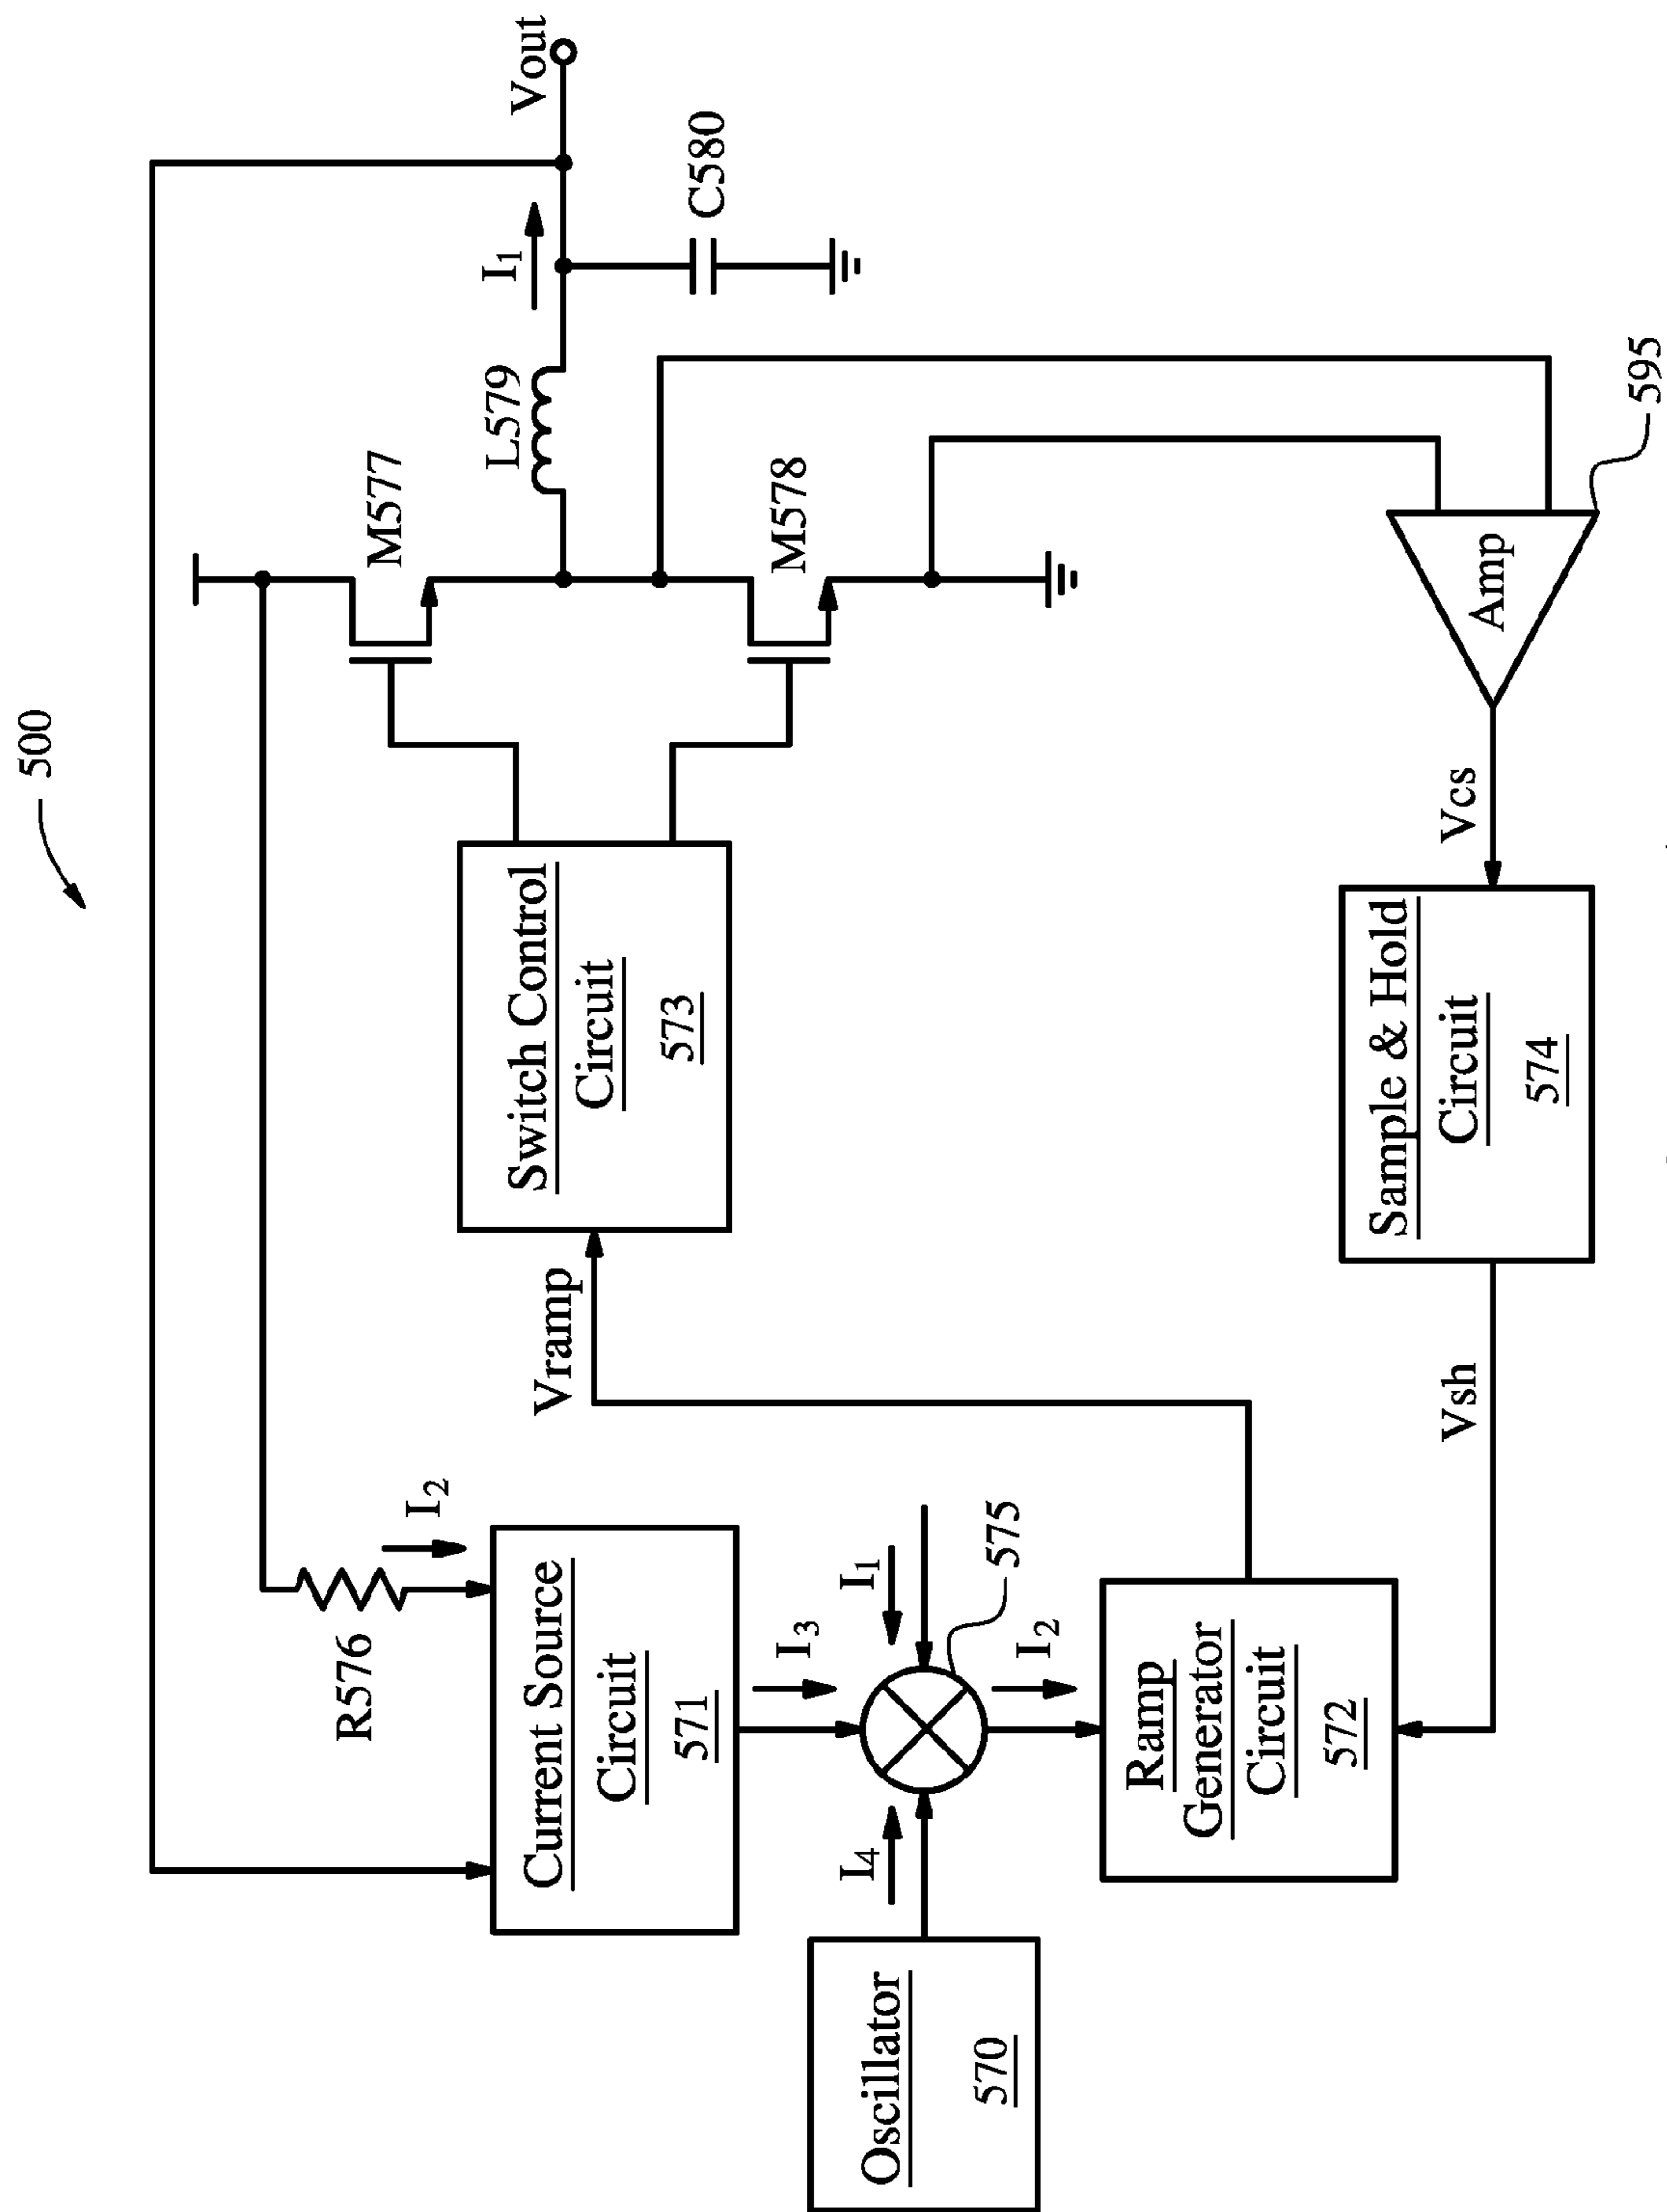 500
Vout
I₁
C580
L579
M577
M578
595
Amp
Vcs
Switch Control
Circuit
573
Sample & Hold
Circuit
574
Vramp
Vsh
I₂
R576
Current Source
Circuit
571
I₃
I₁
575
I₂
I₄
Ramp
Generator
Circuit
572
Oscillator
570